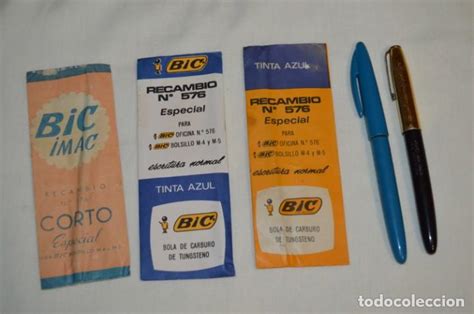 BiC
iMAC
RECAMBIO
CORTO
Especial
BiC
RECAMBIO
Nº 576
Especial
PARA
BIC OFICINA Nº 576
BIC BOLSILLO M-4 y M-5
escritura normal
TINTA AZUL
BiC
BOLA DE CARBURO
DE TUNGSTENO
TINTA AZUL
RECAMBIO
Nº 576
Especial
PARA
BIC OFICINA Nº 576
BIC BOLSILLO M-4 y M-5
escritura normal
BiC
BOLA DE CARBURO
DE TUNGSTENO
todocoleccion